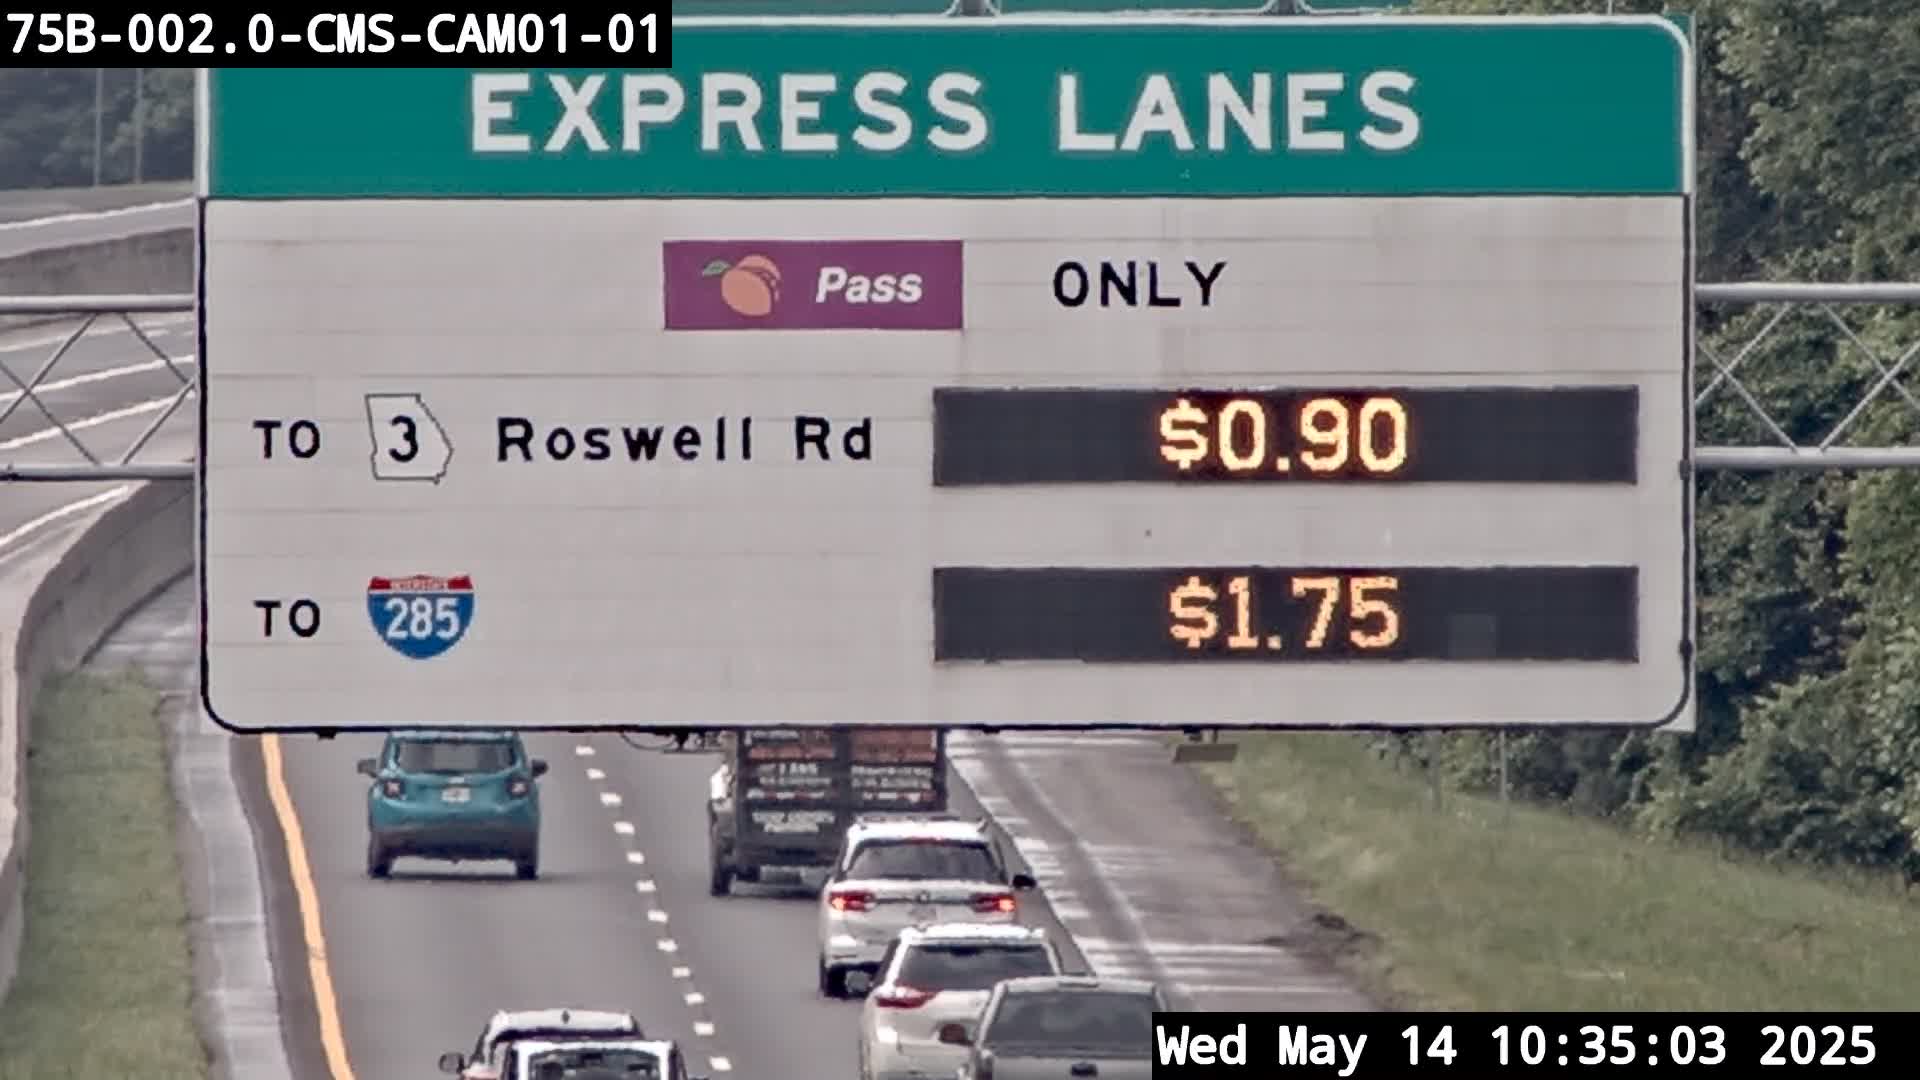 75B-002.0-CMS-CAM01-01
EXPRESS LANES
Pass ONLY
TO 3 Roswell Rd $0.90
INTERSTATE
TO 285 $1.75
Wed May 14 10:35:03 2025